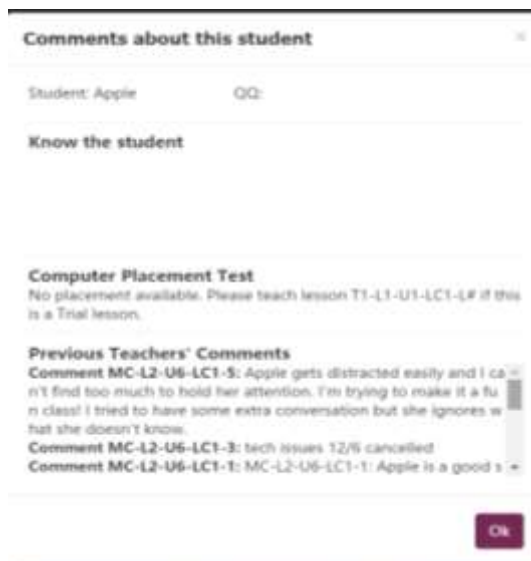 Comments about this student
Student: Apple QQ:
Know the student
Computer Placement Test
No placement available. Please teach lesson T1-L1-U1-LC1-L# if this
is a Trial lesson.
Previous Teachers' Comments
Comment MC-L2-U6-LC1-5: Apple gets distracted easily and I ca
n't find too much to hold her attention. I'm trying to make it a fu
n class! I tried to have some extra conversation but she ignores w
hat she doesn't know.
Comment MC-L2-U6-LC1-3: tech issues 12/6 cancelled
Comment MC-L2-U6-LC1-1: MC-L2-U6-LC1-1: Apple is a good s
Ok